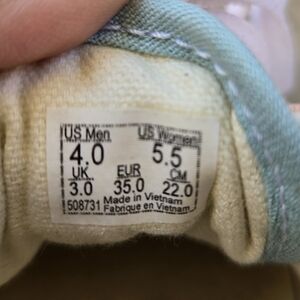 US Men US Women
4.0 5.5
UK EUR CM
3.0 35.0 22.0
508731 Made in Vietnam
Fabrique en Vietnam